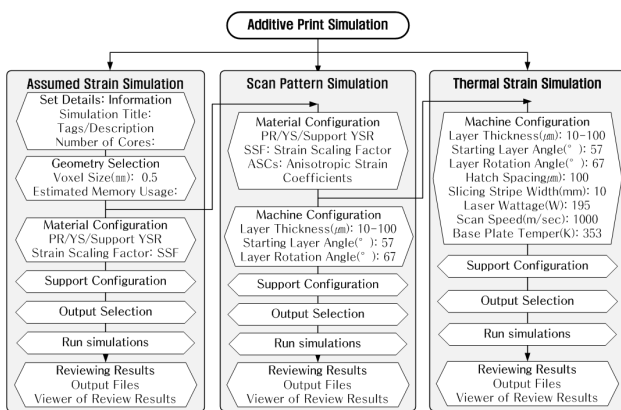 Additive Print Simulation
Assumed Strain Simulation
Set Details: Information
Simulation Title:
Tags/Description
Number of Cores:
Geometry Selection
Voxel Size(㎜): 0.5
Estimated Memory Usage:
Material Configuration
PR/YS/Support YSR
Strain Scaling Factor: SSF
Support Configuration
Output Selection
Run simulations
Reviewing Results
Output Files
Viewer of Review Results
Scan Pattern Simulation
Material Configuration
PR/YS/Support YSR
SSF: Strain Scaling Factor
ASCs: Anisotropic Strain
Coefficients
Machine Configuration
Layer Thickness(㎛): 10-100
Starting Layer Angle(°): 57
Layer Rotation Angle(°): 67
Support Configuration
Output Selection
Run simulations
Reviewing Results
Output Files
Viewer of Review Results
Thermal Strain Simulation
Machine Configuration
Layer Thickness(㎛): 10-100
Starting Layer Angle(°): 57
Layer Rotation Angle(°): 67
Hatch Spacing(㎛): 100
Slicing Stripe Width(mm): 10
Laser Wattage(W): 195
Scan Speed(m/sec): 1000
Base Plate Temper(K): 353
Support Configuration
Output Selection
Run simulations
Reviewing Results
Output Files
Viewer of Review Results